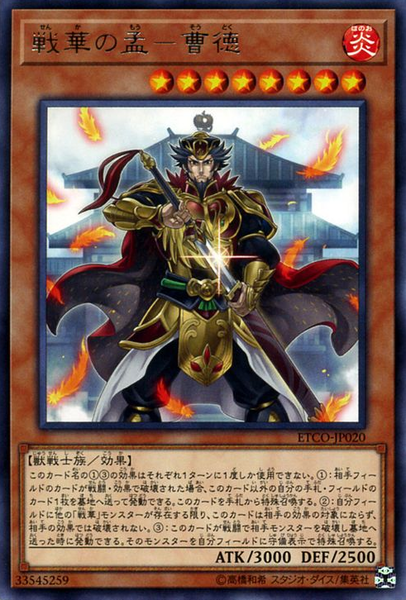 戦華の孟－曹徳
炎
ETCO-JP020
【獣戦士族／効果】
このカード名の①③の効果はそれぞれ１ターンに１度しか使用できない。①：相手フィー
ルドのカードが戦闘・効果で破壊された場合、このカード以外の自分の手札・フィールドの
カード１枚を墓地へ送って発動できる。このカードを手札から特殊召喚する。②：自分フィー
ルドに他の「戦華」モンスターが存在する限り、このカードは相手の効果の対象にならず、
相手の効果では破壊されない。③：このカードが戦闘で相手モンスターを破壊し墓地へ
送った時に発動できる。そのモンスターを自分フィールドに守備表示で特殊召喚する。
ATK/3000 DEF/2500
33545259
©高橋和希 スタジオ・ダイス/集英社